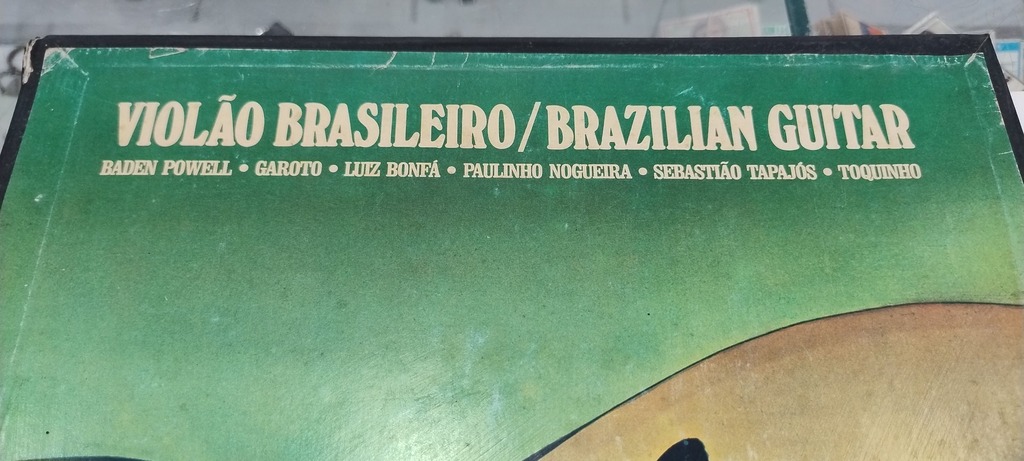 VIOLÃO BRASILEIRO/BRAZILIAN GUITAR
BADEN POWELL • GAROTO • LUIZ BONFÁ • PAULINHO NOGUEIRA • SEBASTIÃO TAPAJÓS • TOQUINHO